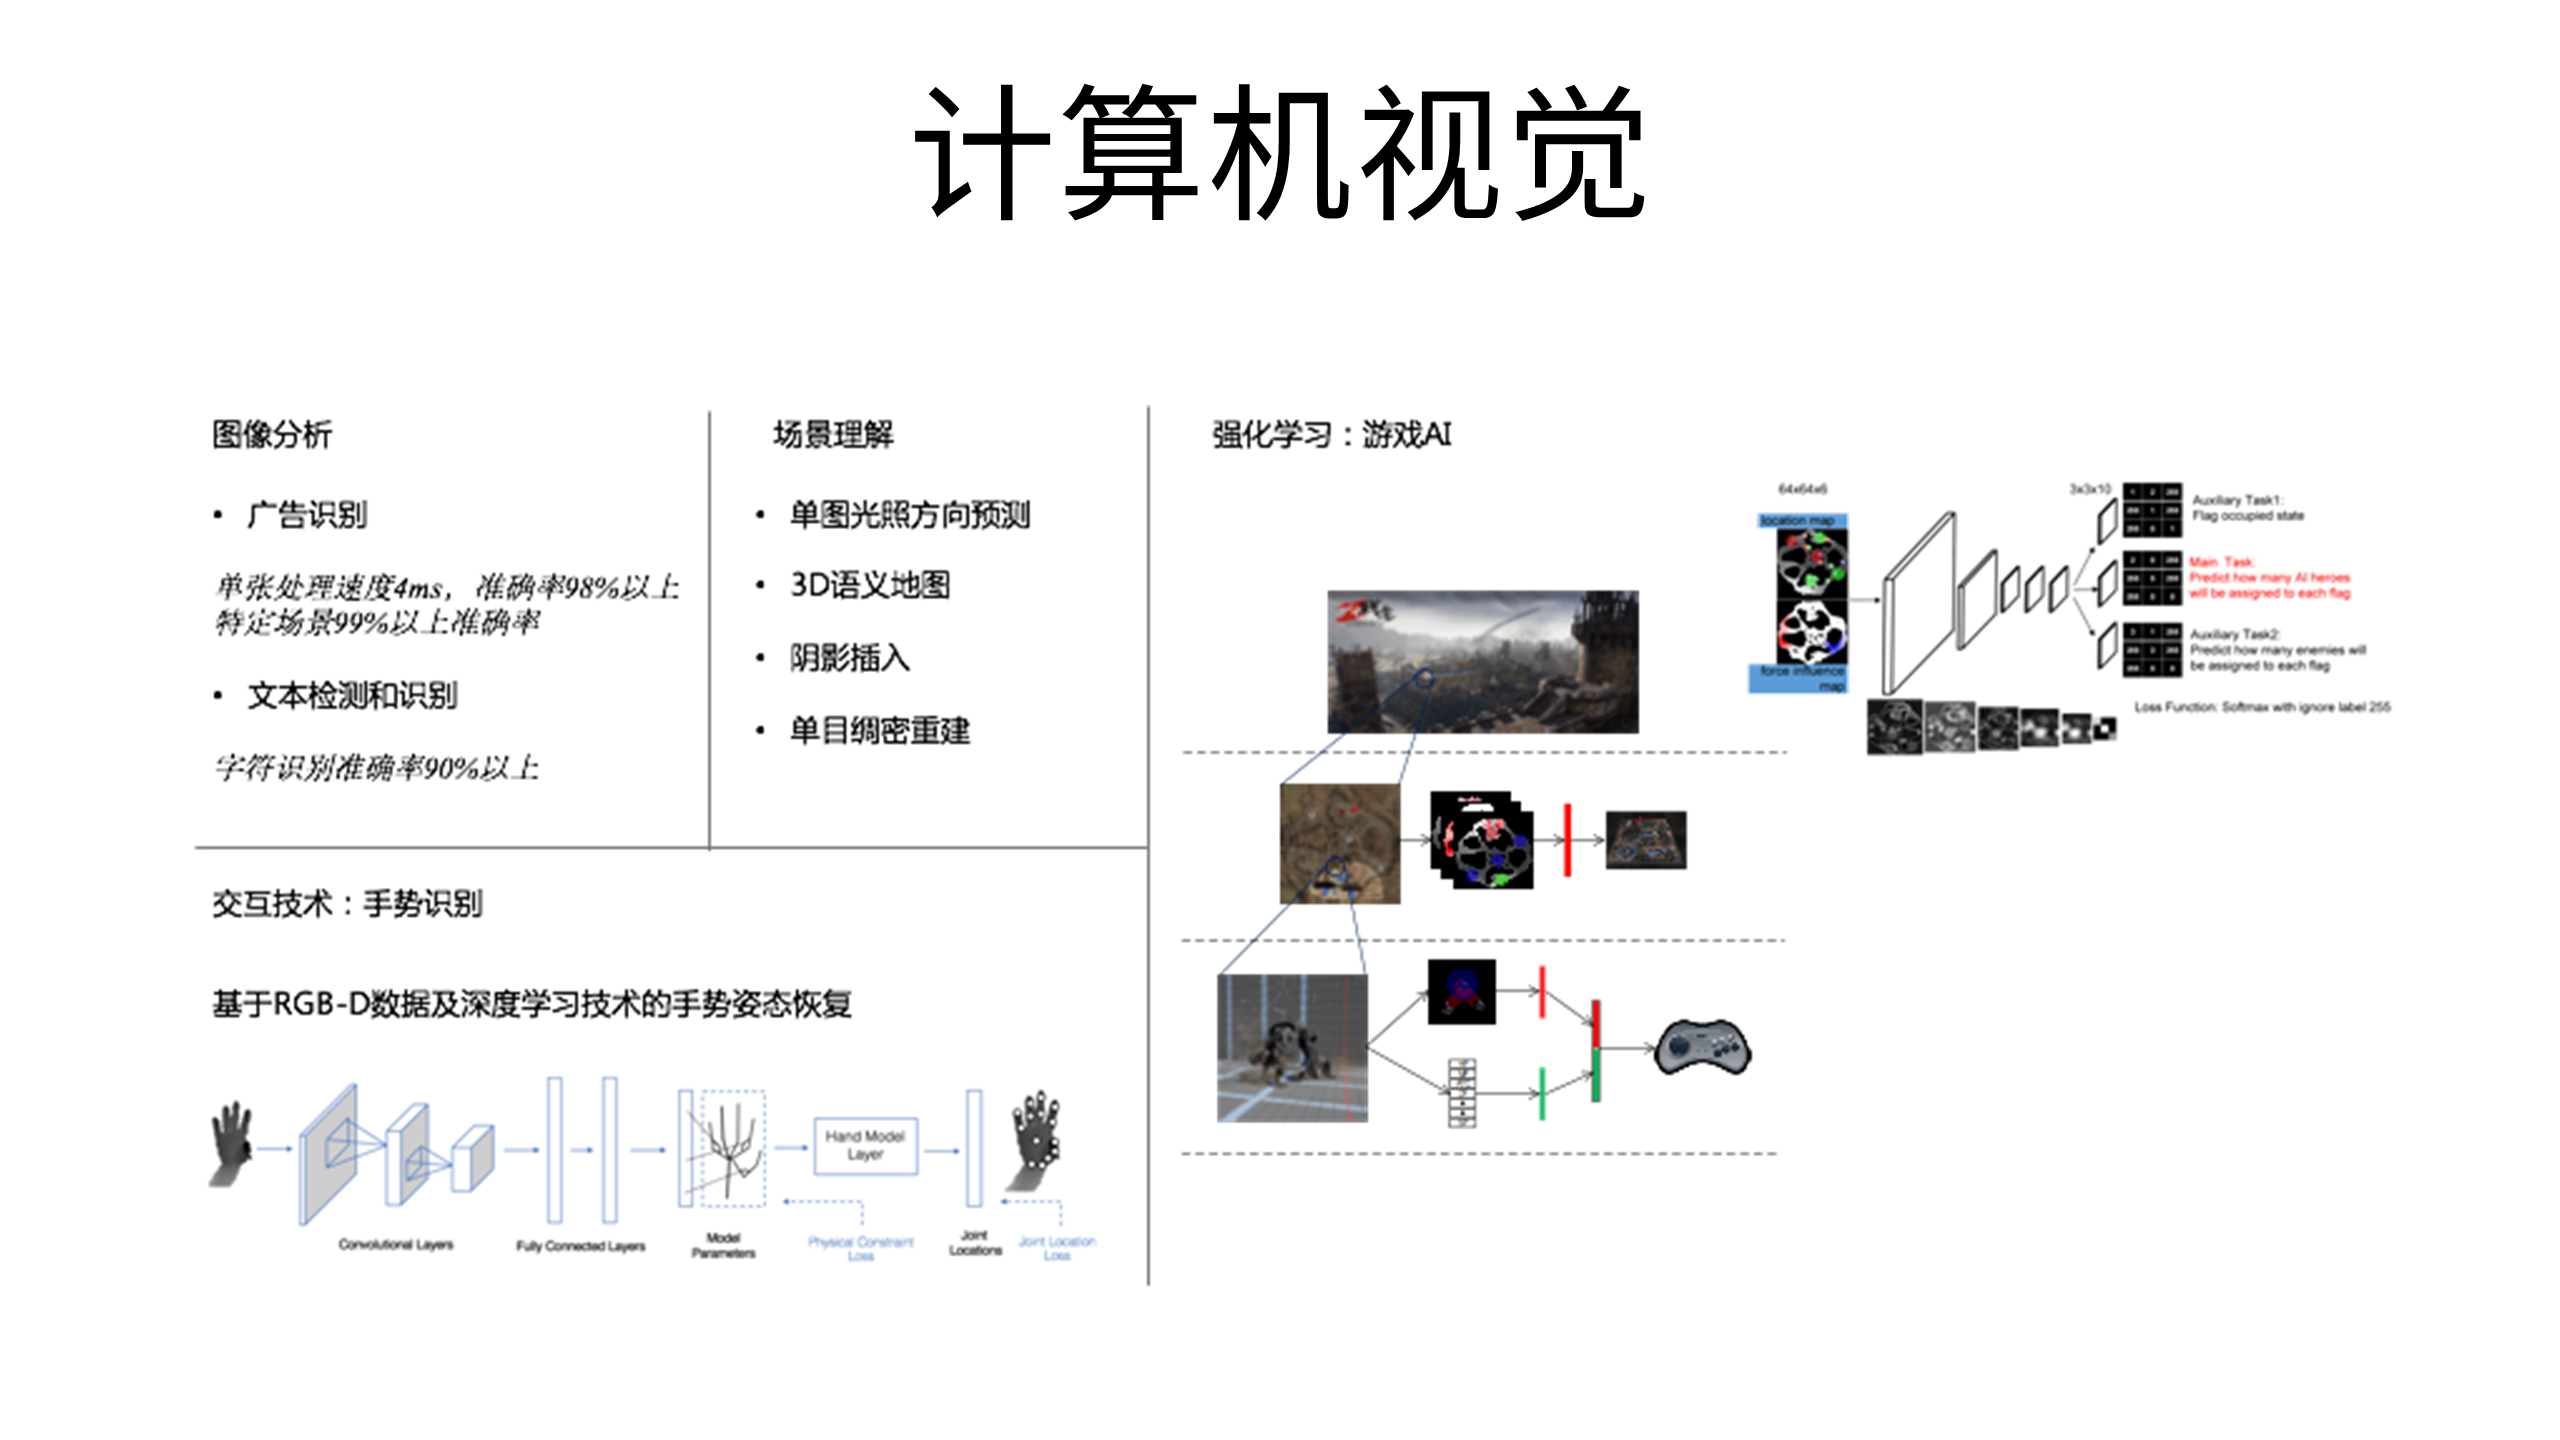 计算机视觉
图像分析
• 广告识别
单张处理速度4ms，准确率98%以上
特定场景99%以上准确率
• 文本检测和识别
字符识别准确率90%以上
场景理解
• 单图光照方向预测
• 3D语义地图
• 阴影插入
• 单目绸密重建
交互技术：手势识别
基于RGB-D数据及深度学习技术的手势姿态恢复
Convolutional Layers
Fully Connected Layers
Model
Parameters
Hand Model
Layer
Physical Constraint
Loss
Joint
Locations
Joint Location
Loss
强化学习：游戏AI
64x64x6
location map
force influence
map
3x3x10
Auxiliary Task1:
Flag occupied state
Main Task:
Predict how many AI heroes
will be assigned to each flag
Auxiliary Task2:
Predict how many enemies will
be assigned to each flag
Loss Function: Softmax with ignore label 255